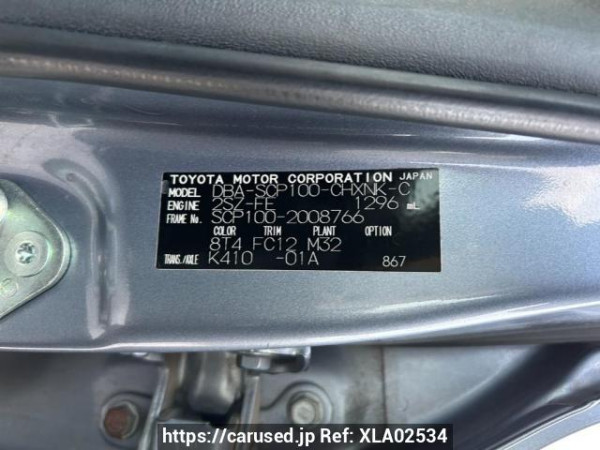 TOYOTA MOTOR CORPORATION JAPAN
MODEL DBA-SCP100-CHXNK-C
ENGINE 2SZ-FE 1296 mL
FRAME No. SCP100-2008766
COLOR TRIM PLANT OPTION
8T4 FC12 M32
TRANS./AXLE K410 -01A 867
https://carused.jp Ref: XLA02534